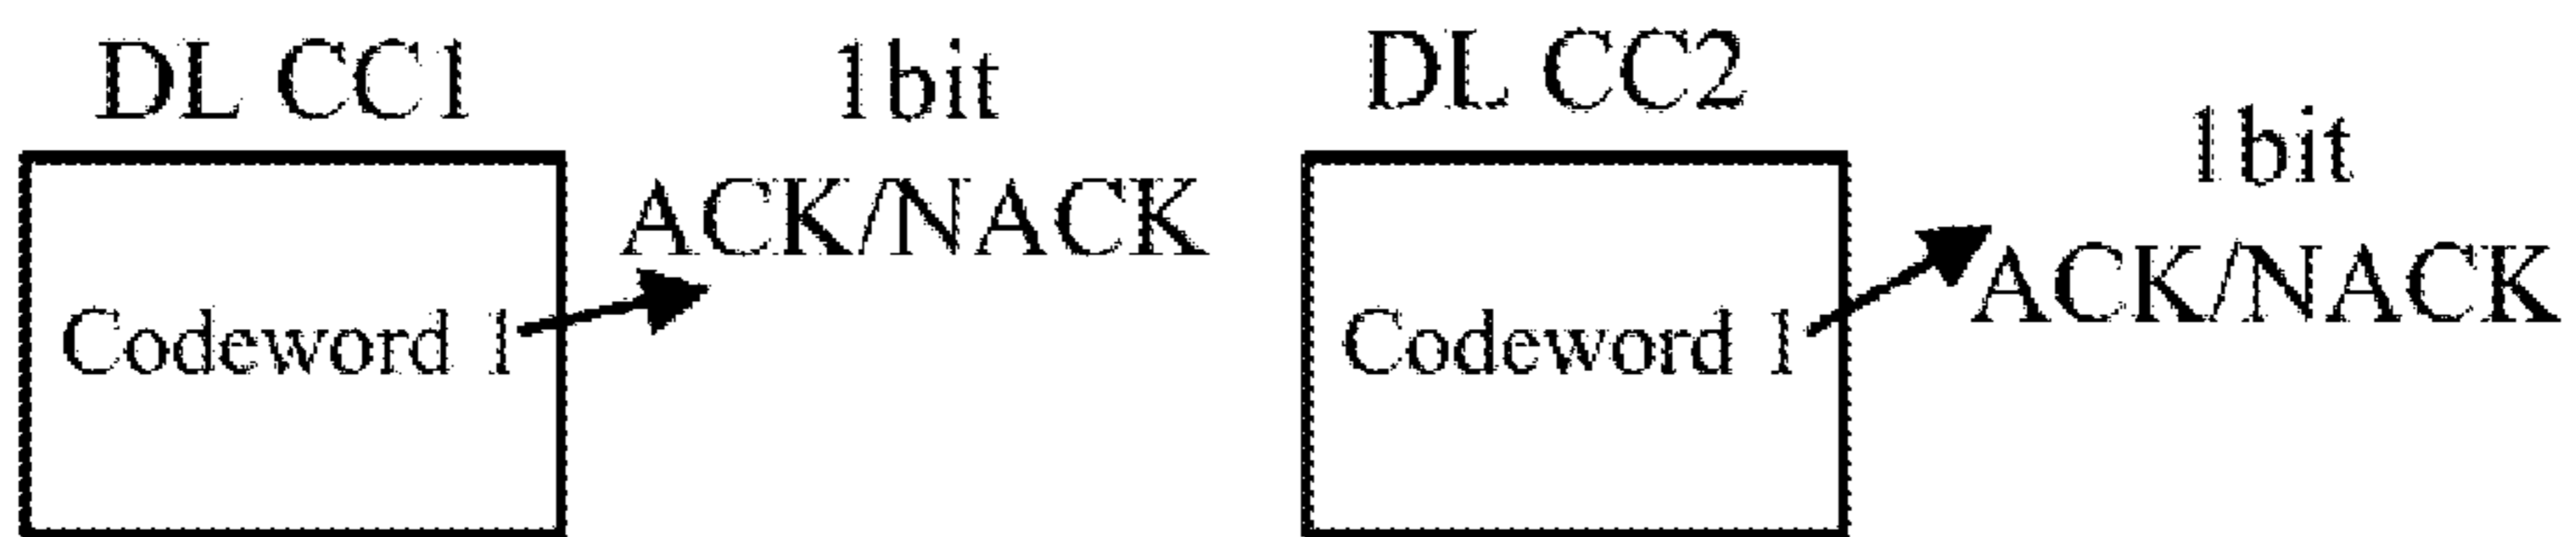 DL CC1
1bit
ACK/NACK
Codeword 1
DL CC2
1bit
ACK/NACK
Codeword 1